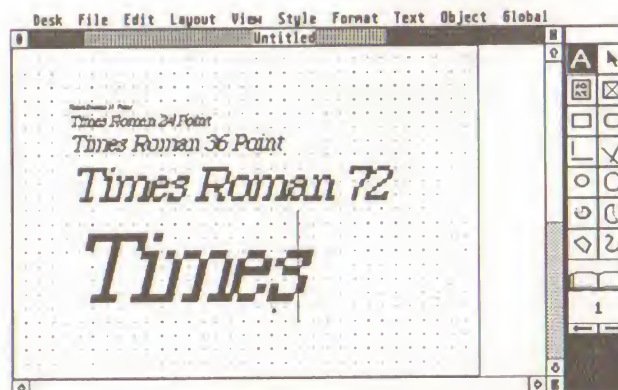 Desk File Edit Layout View Style Format Text Object Global
Untitled
A
Times Roman 24 Point
Times Roman 36 Point
Times Roman 72
Times
1